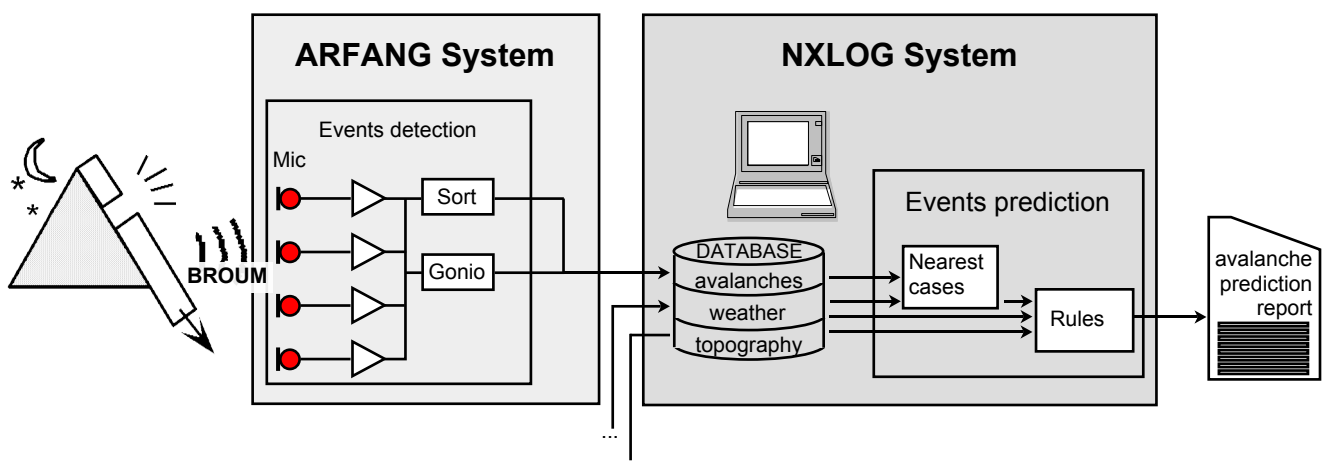 ARFANG System
NXLOG System
Events detection
Mic
Sort
Gonio
BROUM
DATABASE
avalanches
weather
topography
Events prediction
Nearest
cases
Rules
avalanche
prediction
report
...